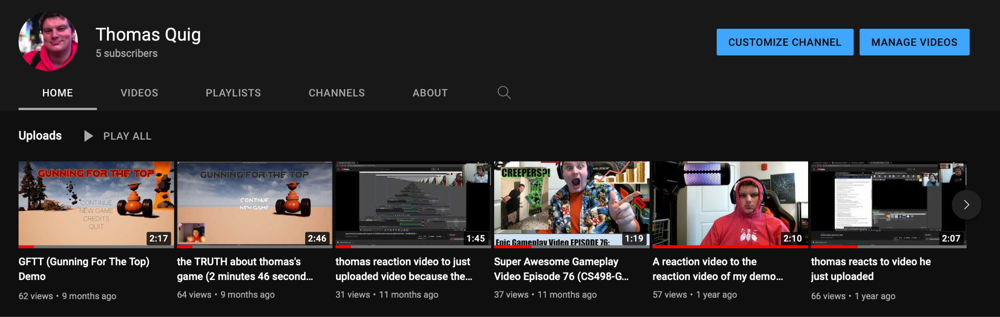 Thomas Quig
5 subscribers
CUSTOMIZE CHANNEL
MANAGE VIDEOS
HOME
VIDEOS
PLAYLISTS
CHANNELS
ABOUT
Uploads
PLAY ALL
GUNNING FOR THE TOP
CONTINUE
NEW GAME
CREDITS
QUIT
2:17
GUNNING FOR THE TOP
CONTINUE
NEW GAME
2:46
1:45
CREEPERS?!
Epic Gameplay Video EPISODE 76:
1:19
たまご
2:10
2:07
GFTT (Gunning For The Top)
Demo
62 views • 9 months ago
the TRUTH about thomas's
game (2 minutes 46 second...
64 views • 9 months ago
thomas reaction video to just
uploaded video because the...
31 views • 11 months ago
Super Awesome Gameplay
Video Episode 76 (CS498-G...
37 views • 11 months ago
A reaction video to the
reaction video of my demo...
57 views • 1 year ago
thomas reacts to video he
just uploaded
66 views • 1 year ago